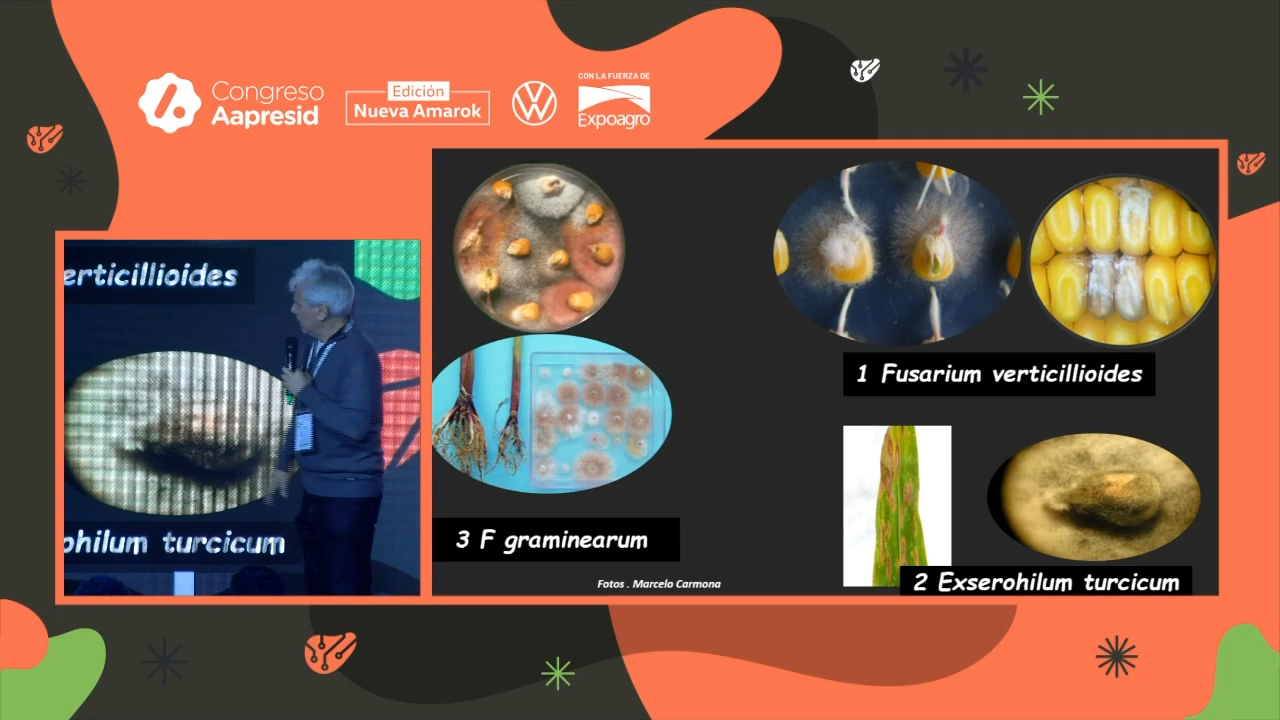 Congreso
Aapresid
Edición
Nueva Amarok
CON LA FUERZA DE
Expoagro
erticillioides
ohilum turcicum
1 Fusarium verticillioides
3 F graminearum
Fotos . Marcelo Carmona
2 Exserohilum turcicum